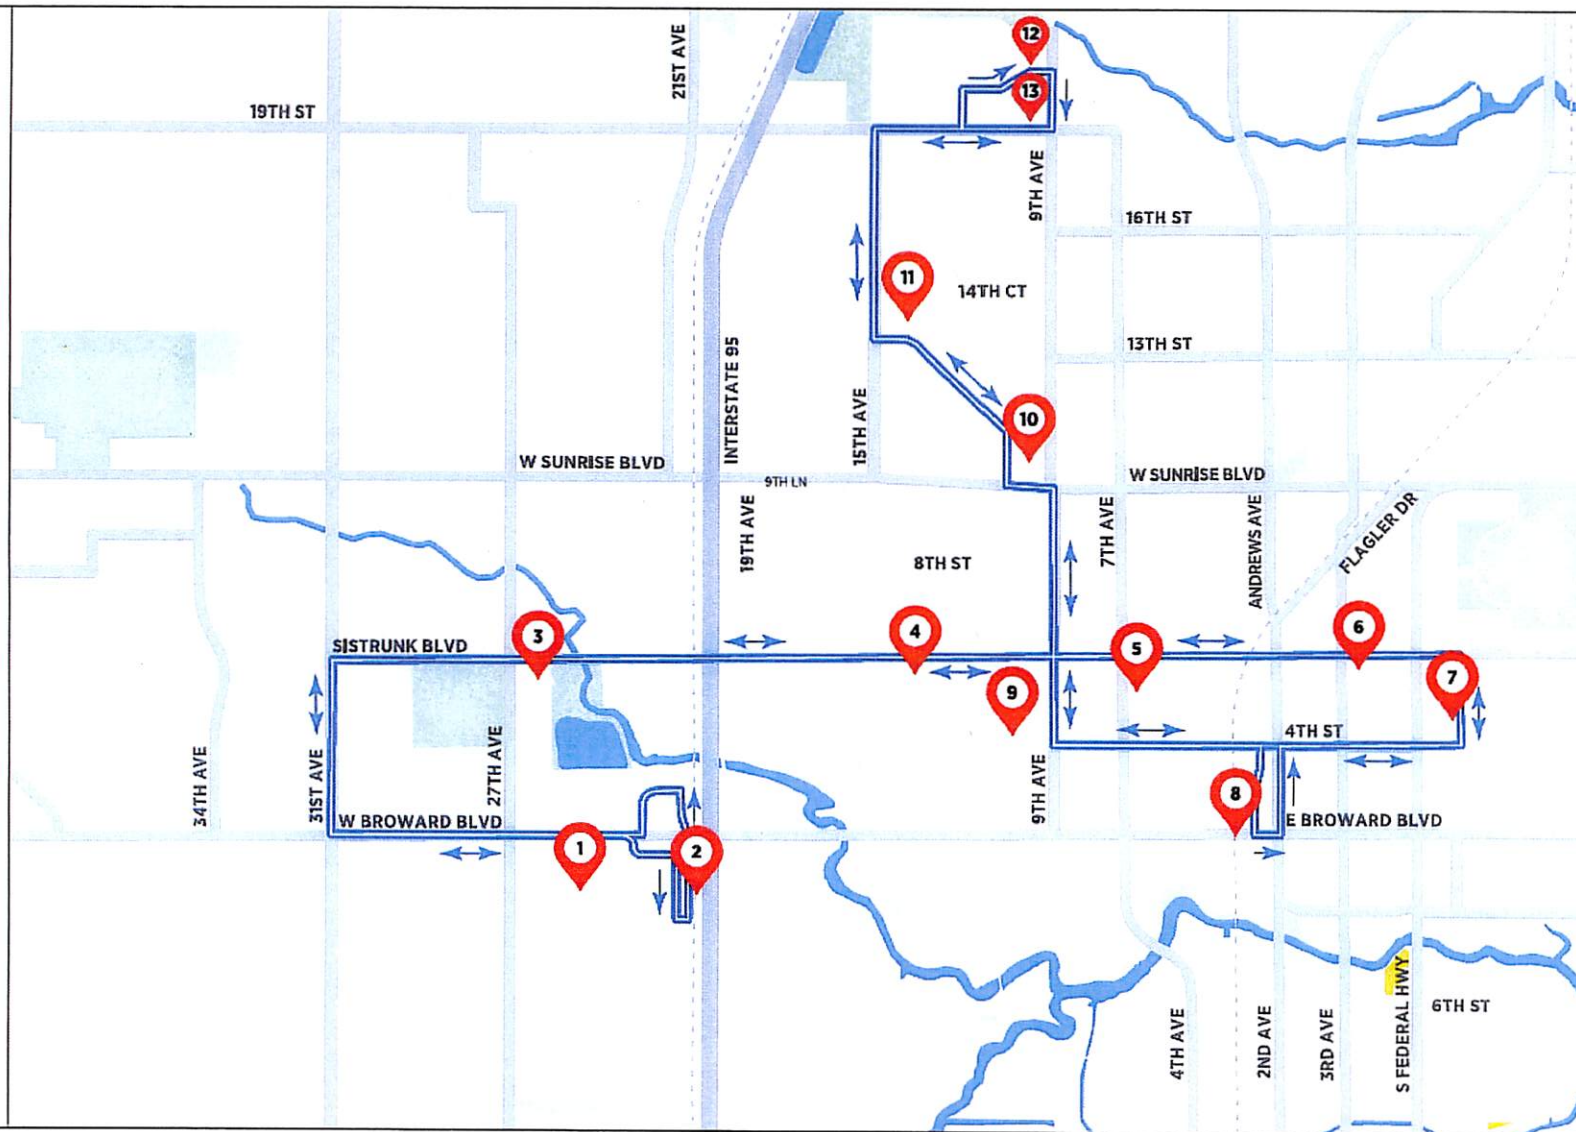 12
21ST AVE
13
19TH ST
9TH AVE
16TH ST
11
14TH CT
13TH ST
INTERSTATE 95
15TH AVE
10
W SUNRISE BLVD
9TH LN
W SUNRISE BLVD
19TH AVE
7TH AVE
ANDREWS AVE
FLAGLER DR
8TH ST
3
4
5
6
SISTRUNK BLVD
9
7
4TH ST
34TH AVE
31ST AVE
27TH AVE
9TH AVE
8
W BROWARD BLVD
E BROWARD BLVD
1
2
4TH AVE
2ND AVE
3RD AVE
S FEDERAL HWY
6TH ST